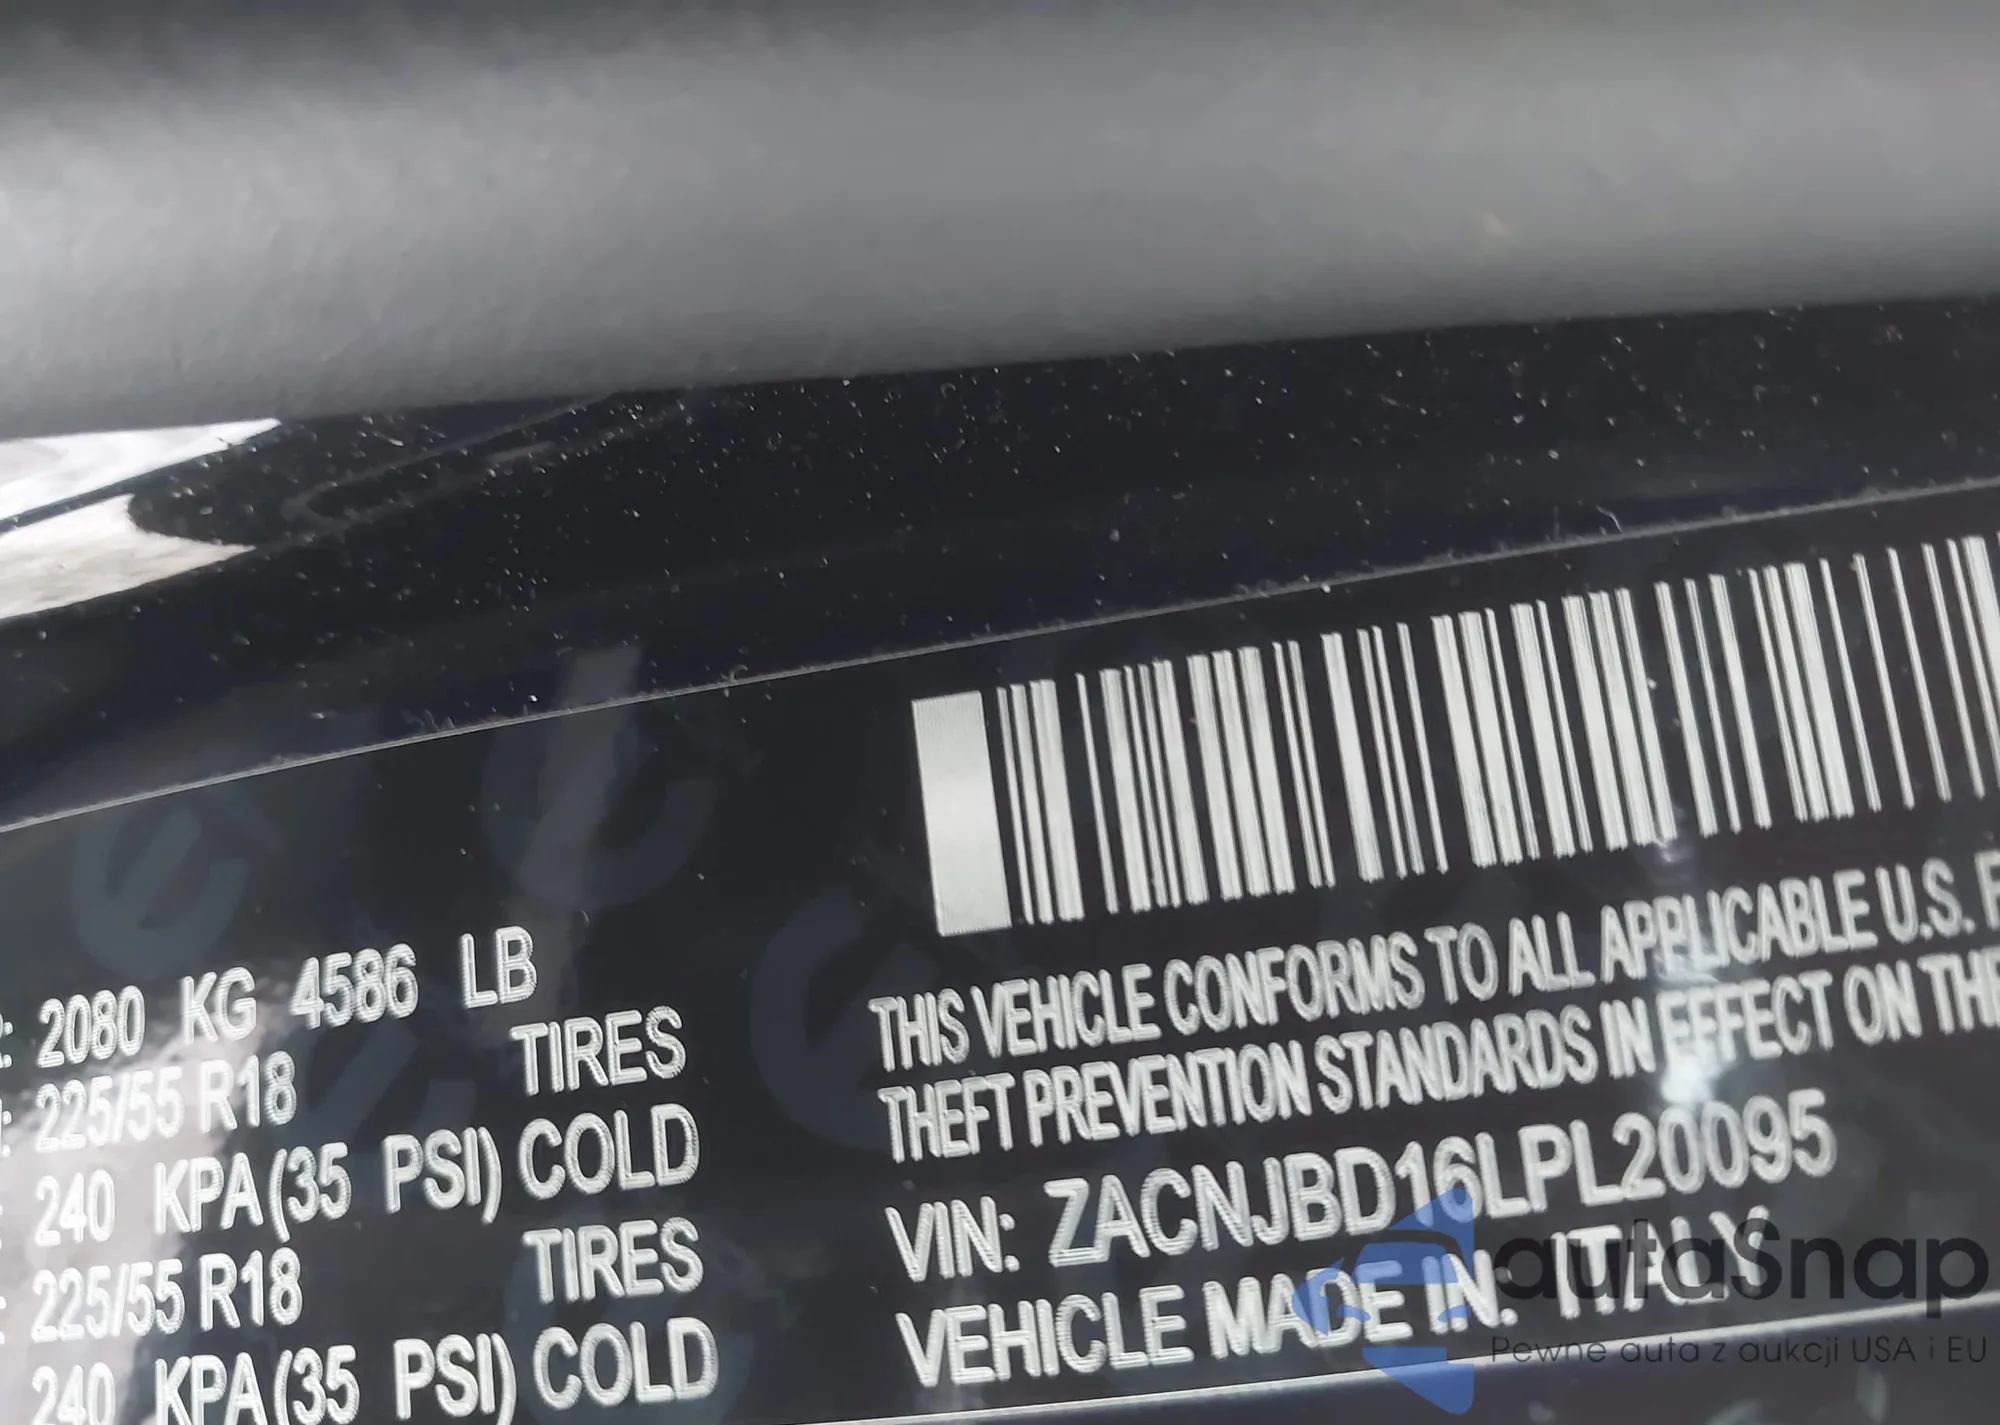 2080 KG 4586 LB
225/55 R18 TIRES
240 KPA (35 PSI) COLD
225/55 R18 TIRES
240 KPA (35 PSI) COLD
THIS VEHICLE CONFORMS TO ALL APPLICABLE U.S. F
THEFT PREVENTION STANDARDS IN EFFECT ON THE
VIN: ZACNJBD16LPL20095
VEHICLE MADE IN: ITALY
autaSnap
Pewne auta z aukcji USA i EU